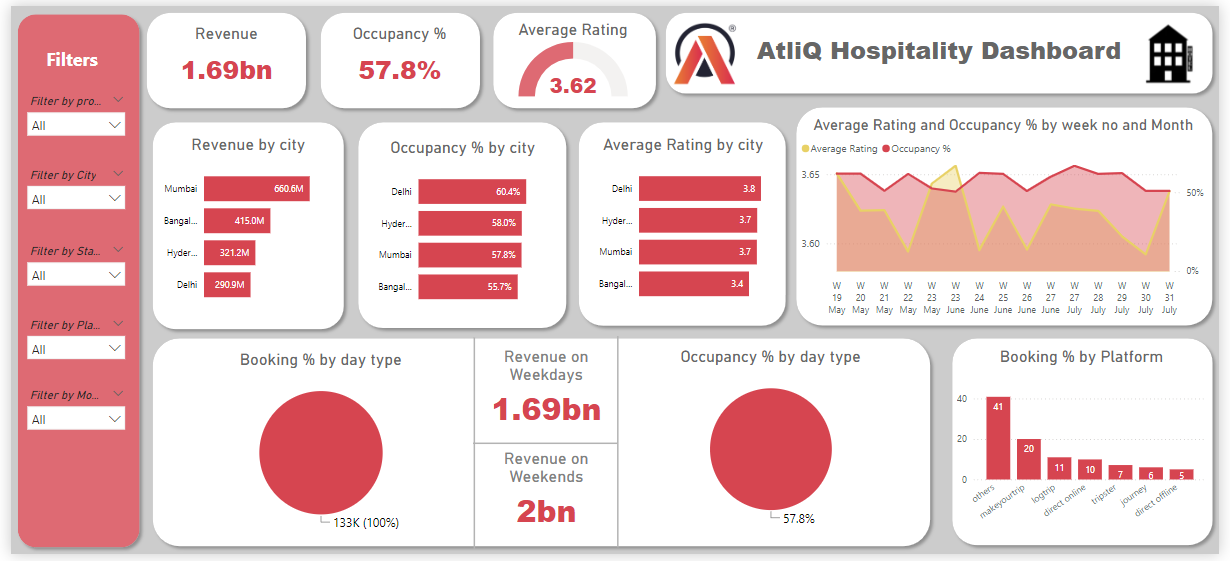 Filters
Filter by pro...
All
Filter by City
All
Filter by Sta...
All
Filter by Pla...
All
Filter by Mo...
All
Revenue
1.69bn
Occupancy %
57.8%
Average Rating
3.62
®
AtliQ Hospitality Dashboard
Revenue by city
Mumbai 660.6M
Bangal... 415.0M
Hyder... 321.2M
Delhi 290.9M
Occupancy % by city
Delhi 60.4%
Hyder... 58.0%
Mumbai 57.8%
Bangal... 55.7%
Average Rating by city
Delhi 3.8
Hyder... 3.7
Mumbai 3.7
Bangal... 3.4
Average Rating and Occupancy % by week no and Month
Average Rating Occupancy %
3.65
3.60
50%
0%
W W W W W W W W W W W W W W W
19 20 21 22 23 23 24 25 26 27 27 28 29 30 31
May May May May May June June June June June July July July July July
Booking % by day type
133K (100%)
Revenue on
Weekdays
1.69bn
Revenue on
Weekends
2bn
Occupancy % by day type
57.8%
Booking % by Platform
40
20
0
41 20 11 10 7 6 5
others
makeyourtrip
logtrip
direct online
tripster
journey
direct offline